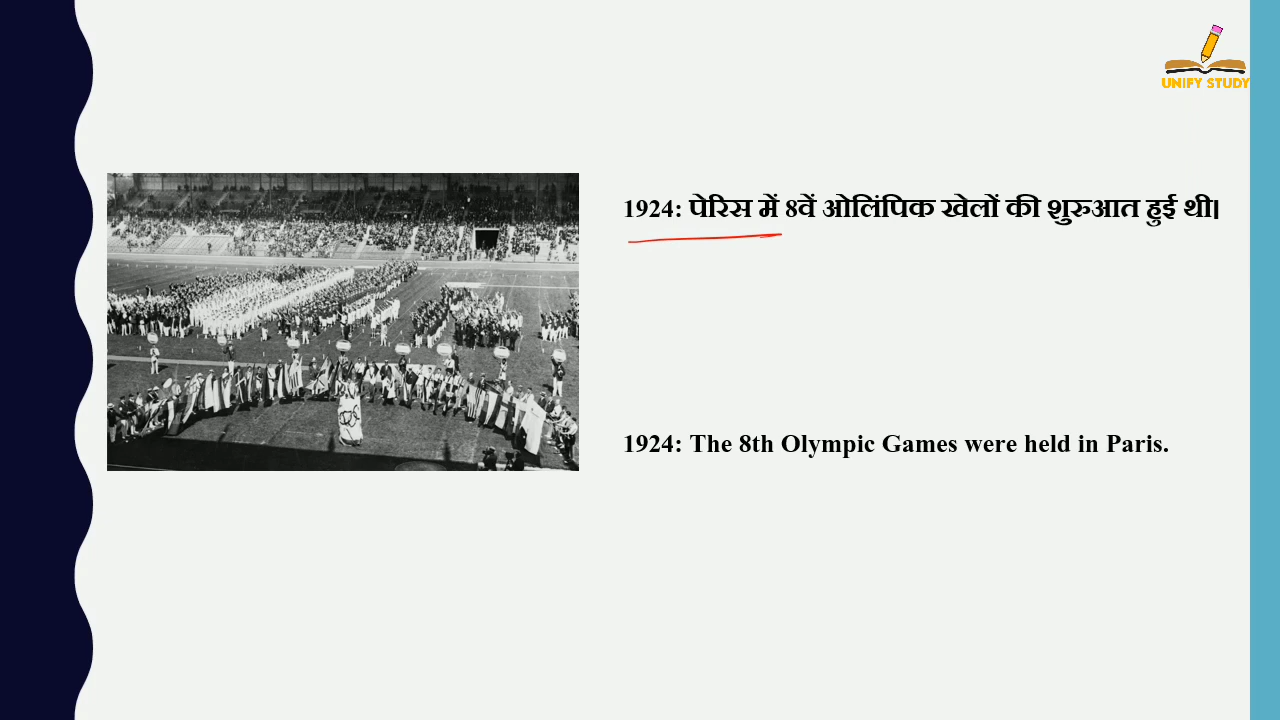 UNIFY STUDY
1924: पेरिस में 8वें ओलिंपिक खेलों की शुरुआत हुई थी।
1924: The 8th Olympic Games were held in Paris.